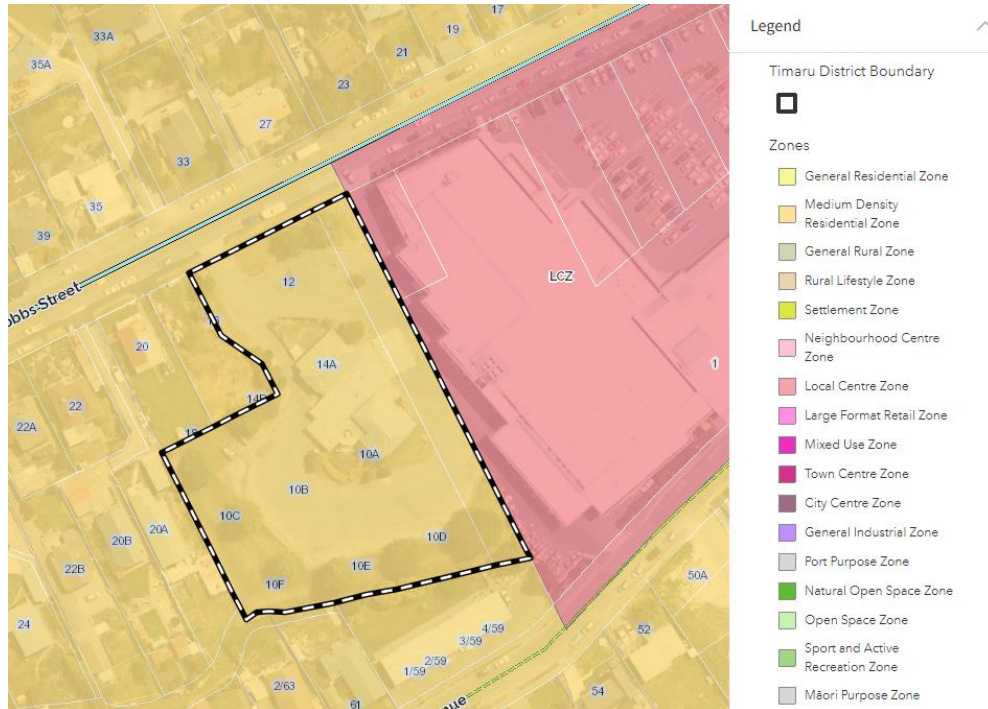 17
19
21
33A
35A
23
27
33
35
39
obbs Street
12
LCZ
20
14A
1
22
22A
10A
10B
10C
20A
20B
10D
22B
10E
10F
24
50A
4/59
3/59
2/59
1/59
52
2/63
54
61
nue
Legend
Timaru District Boundary
Zones
General Residential Zone
Medium Density
Residential Zone
General Rural Zone
Rural Lifestyle Zone
Settlement Zone
Neighbourhood Centre
Zone
Local Centre Zone
Large Format Retail Zone
Mixed Use Zone
Town Centre Zone
City Centre Zone
General Industrial Zone
Port Purpose Zone
Natural Open Space Zone
Open Space Zone
Sport and Active
Recreation Zone
Māori Purpose Zone